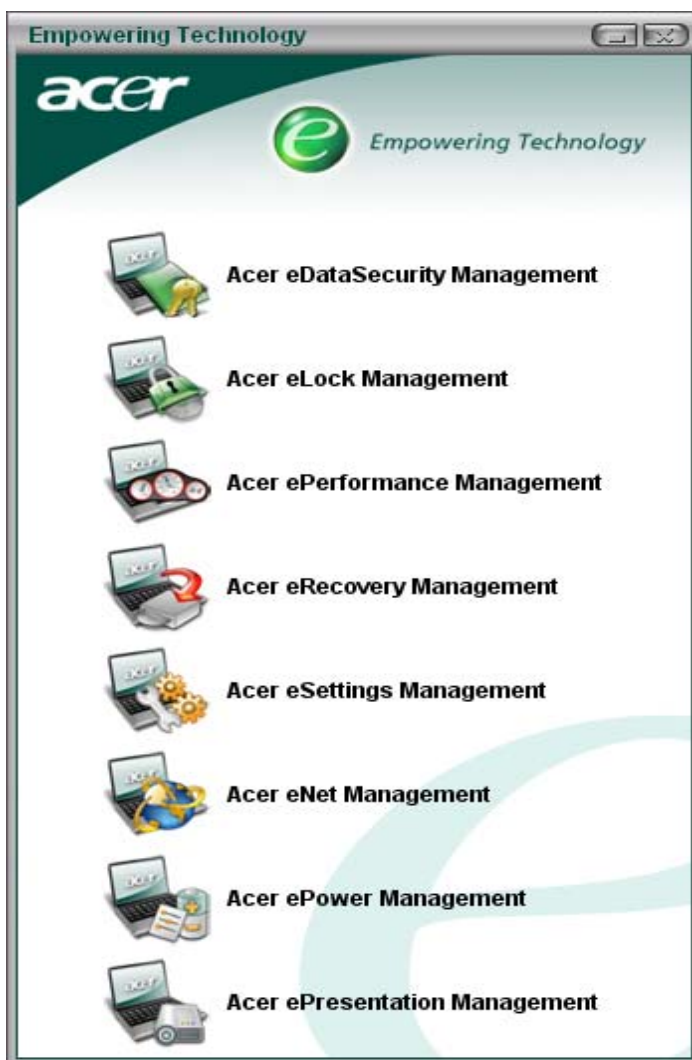 Empowering Technology
acer
e Empowering Technology
Acer eDataSecurity Management
Acer eLock Management
Acer ePerformance Management
Acer eRecovery Management
Acer eSettings Management
Acer eNet Management
Acer ePower Management
Acer ePresentation Management